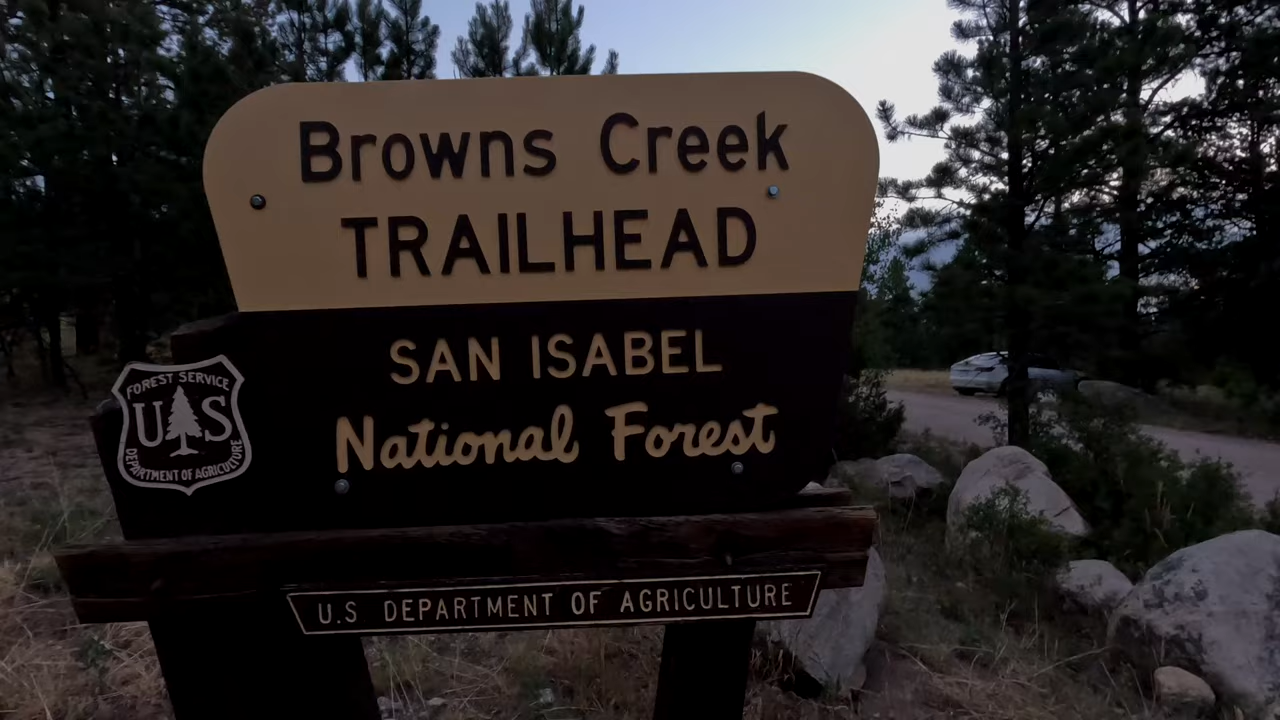 Browns Creek
TRAILHEAD
SAN ISABEL
National Forest
FOREST SERVICE
U S
DEPARTMENT OF AGRICULTURE
U.S DEPARTMENT OF AGRICULTURE